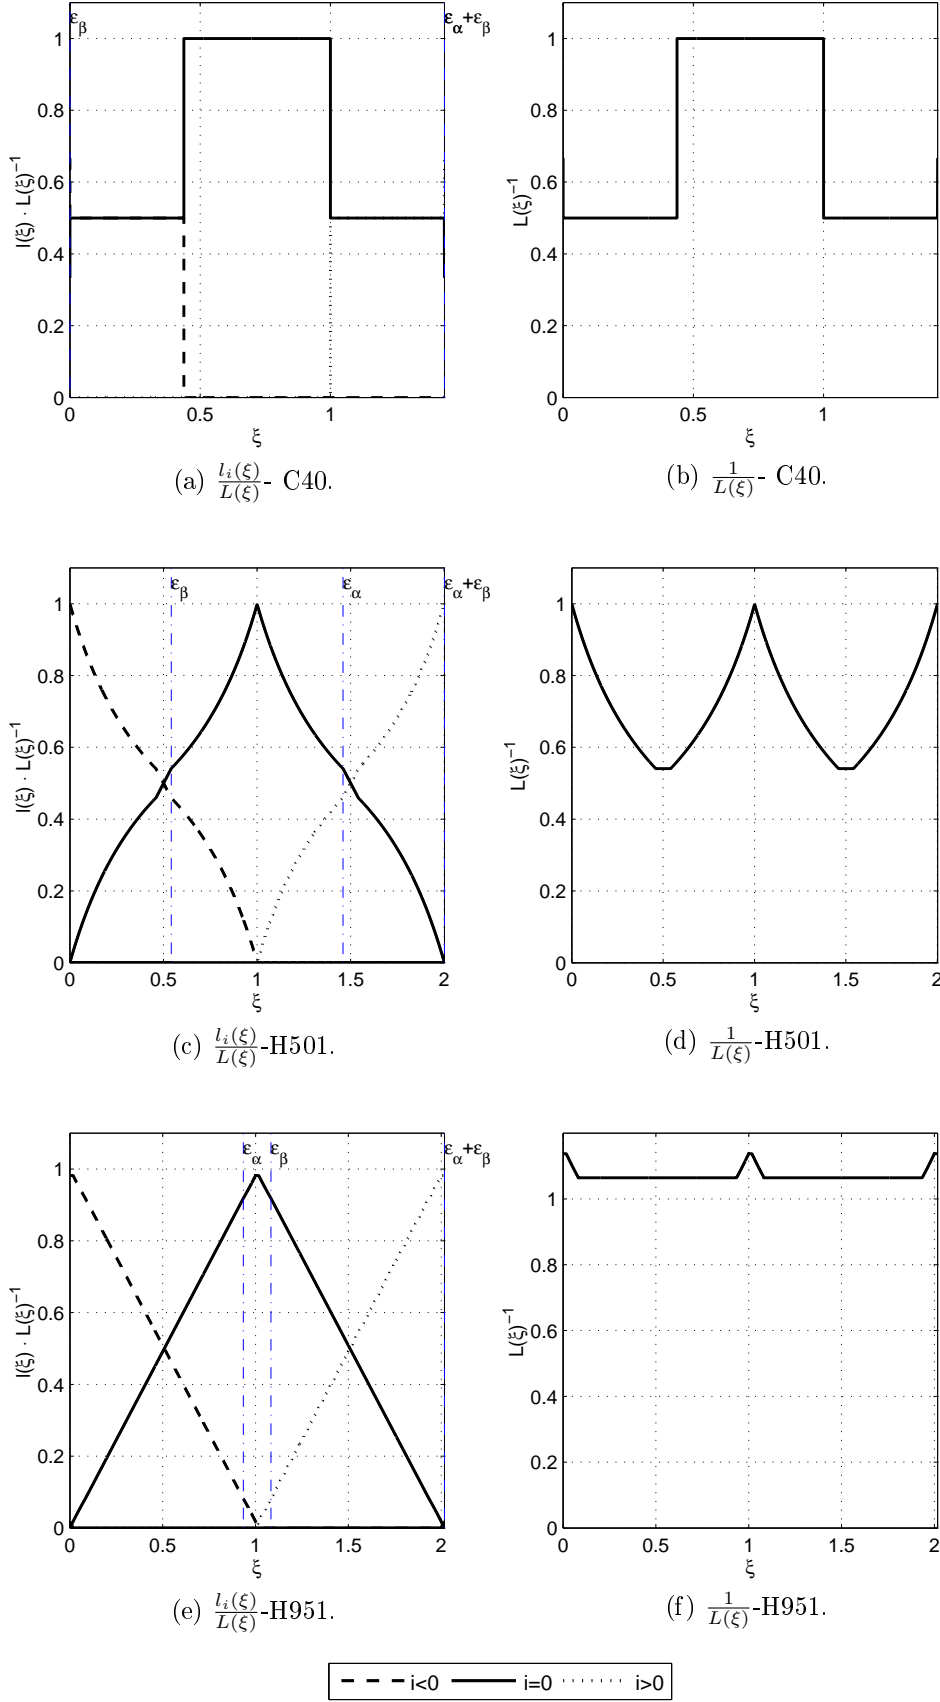 ε_β
ε_α+ε_β
1
0.8
0.6
0.4
0.2
0
0 0.5 1
l(ξ) · L(ξ)^{-1}
ξ
1
0.8
0.6
0.4
0.2
0
0 0.5 1
L(ξ)^{-1}
ξ
(a) \frac{l_i(ξ)}{L(ξ)}- C40.
(b) \frac{1}{L(ξ)}- C40.
ε_β
ε_α
ε_α+ε_β
1
0.8
0.6
0.4
0.2
0
0 0.5 1 1.5 2
l(ξ) · L(ξ)^{-1}
ξ
1
0.8
0.6
0.4
0.2
0
0 0.5 1 1.5 2
L(ξ)^{-1}
ξ
(c) \frac{l_i(ξ)}{L(ξ)}-H501.
(d) \frac{1}{L(ξ)}-H501.
ε_α
ε_β
ε_α+ε_β
1
0.8
0.6
0.4
0.2
0
0 0.5 1 1.5 2
l(ξ) · L(ξ)^{-1}
ξ
1
0.8
0.6
0.4
0.2
0
0 0.5 1 1.5 2
L(ξ)^{-1}
ξ
(e) \frac{l_i(ξ)}{L(ξ)}-H951.
(f) \frac{1}{L(ξ)}-H951.
i<0 i=0 i>0